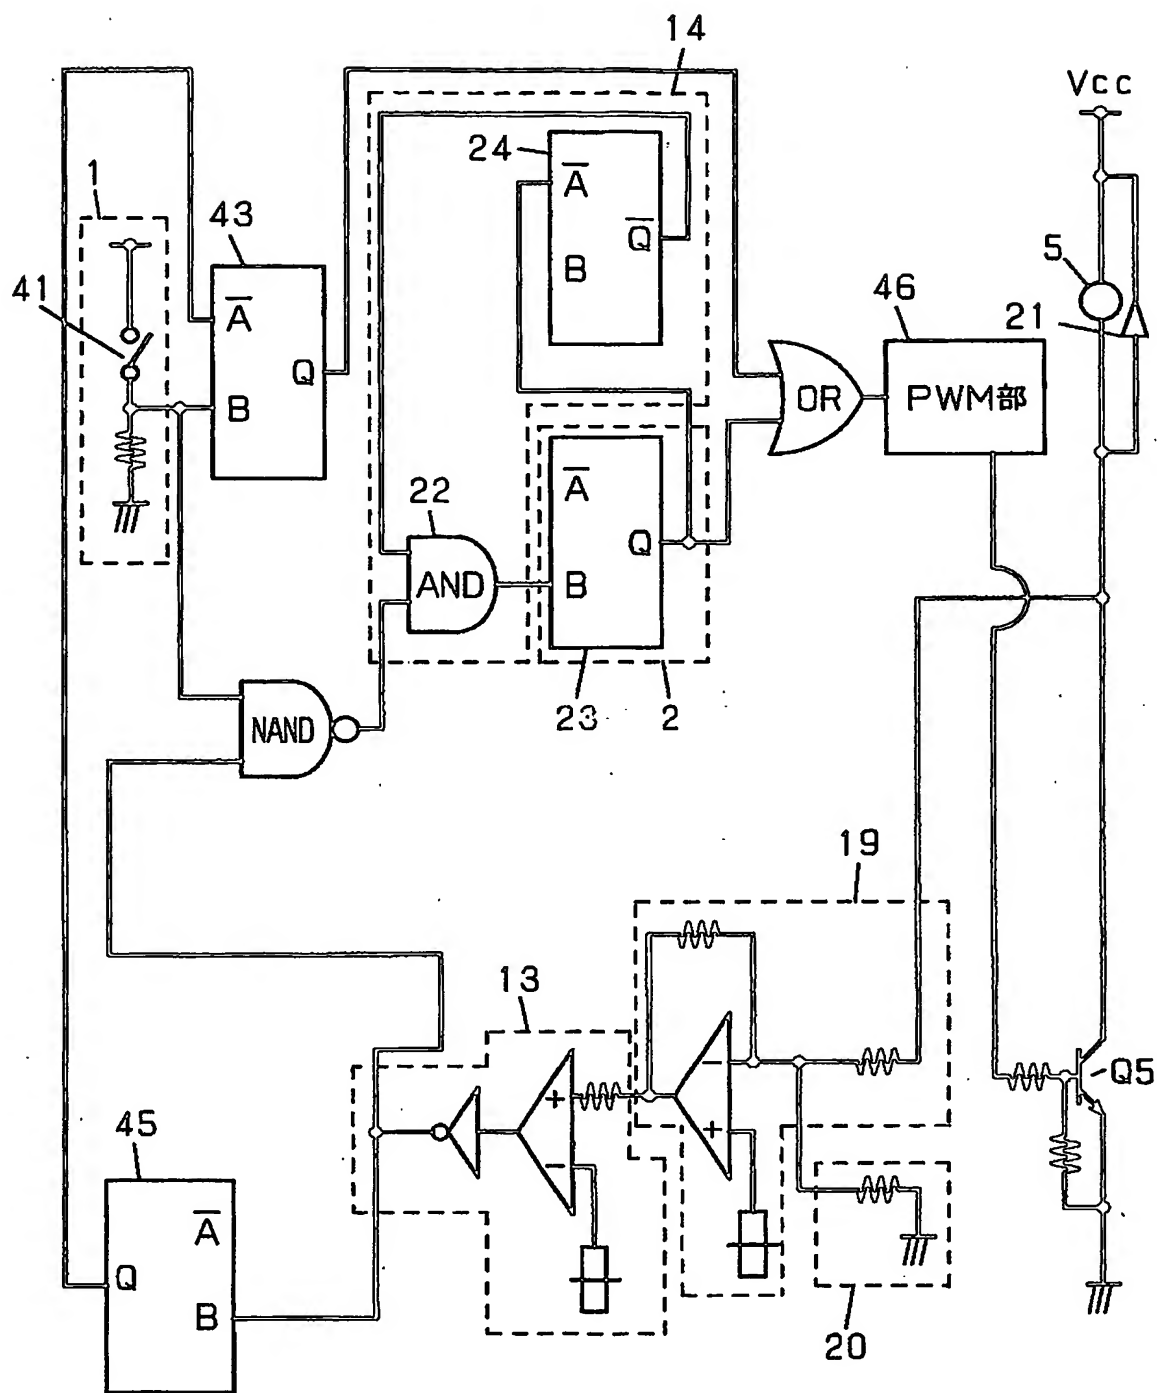 14
Vcc
24
A̅
Q̅
B
1
43
A̅
Q
B
41
5
46
21
PWM部
OR
22
AND
A̅
Q
B
23
2
NAND
19
13
−
+
+
−
Q5
45
A̅
Q
B
20